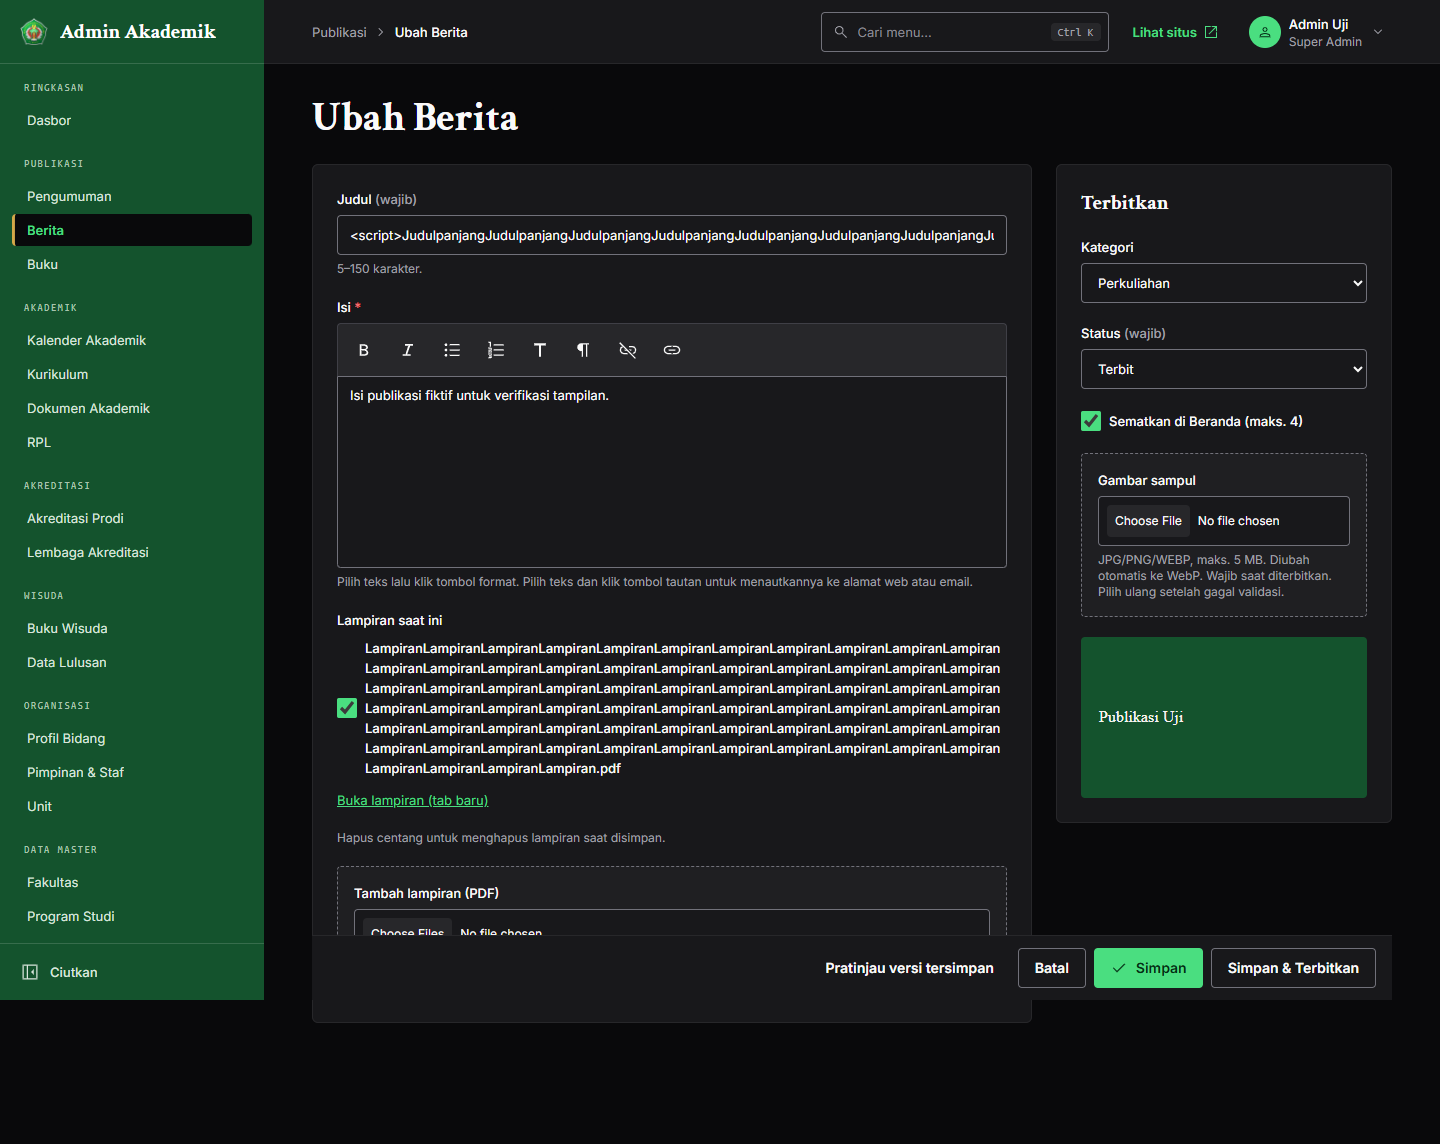 Admin Akademik
Publikasi > Ubah Berita
Cari menu...
Ctrl K
Lihat situs
Admin Uji
Super Admin
RINGKASAN
Dasbor
PUBLIKASI
Pengumuman
Berita
Buku
AKADEMIK
Kalender Akademik
Kurikulum
Dokumen Akademik
RPL
AKREDITASI
Akreditasi Prodi
Lembaga Akreditasi
WISUDA
Buku Wisuda
Data Lulusan
ORGANISASI
Profil Bidang
Pimpinan & Staf
Unit
DATA MASTER
Fakultas
Program Studi
Ciutkan
Ubah Berita
Judul (wajib)
<script>JudulpanjangJudulpanjangJudulpanjangJudulpanjangJudulpanjangJudulpanjangJudulpanjangJu
5–150 karakter.
Isi *
Isi publikasi fiktif untuk verifikasi tampilan.
Pilih teks lalu klik tombol format. Pilih teks dan klik tombol tautan untuk menautkannya ke alamat web atau email.
Lampiran saat ini
LampiranLampiranLampiranLampiranLampiranLampiranLampiranLampiranLampiranLampiranLampiran
LampiranLampiranLampiranLampiranLampiranLampiranLampiranLampiranLampiranLampiranLampiran
LampiranLampiranLampiranLampiranLampiranLampiranLampiranLampiranLampiranLampiranLampiran
LampiranLampiranLampiranLampiranLampiranLampiranLampiranLampiranLampiranLampiranLampiran
LampiranLampiranLampiranLampiranLampiranLampiranLampiranLampiranLampiranLampiranLampiran
LampiranLampiranLampiranLampiranLampiranLampiranLampiranLampiranLampiranLampiranLampiran
LampiranLampiranLampiranLampiran.pdf
Buka lampiran (tab baru)
Hapus centang untuk menghapus lampiran saat disimpan.
Tambah lampiran (PDF)
Choose Files No file chosen
Terbitkan
Kategori
Perkuliahan
Status (wajib)
Terbit
Sematkan di Beranda (maks. 4)
Gambar sampul
Choose File No file chosen
JPG/PNG/WEBP, maks. 5 MB. Diubah
otomatis ke WebP. Wajib saat diterbitkan.
Pilih ulang setelah gagal validasi.
Publikasi Uji
Pratinjau versi tersimpan
Batal
Simpan
Simpan & Terbitkan